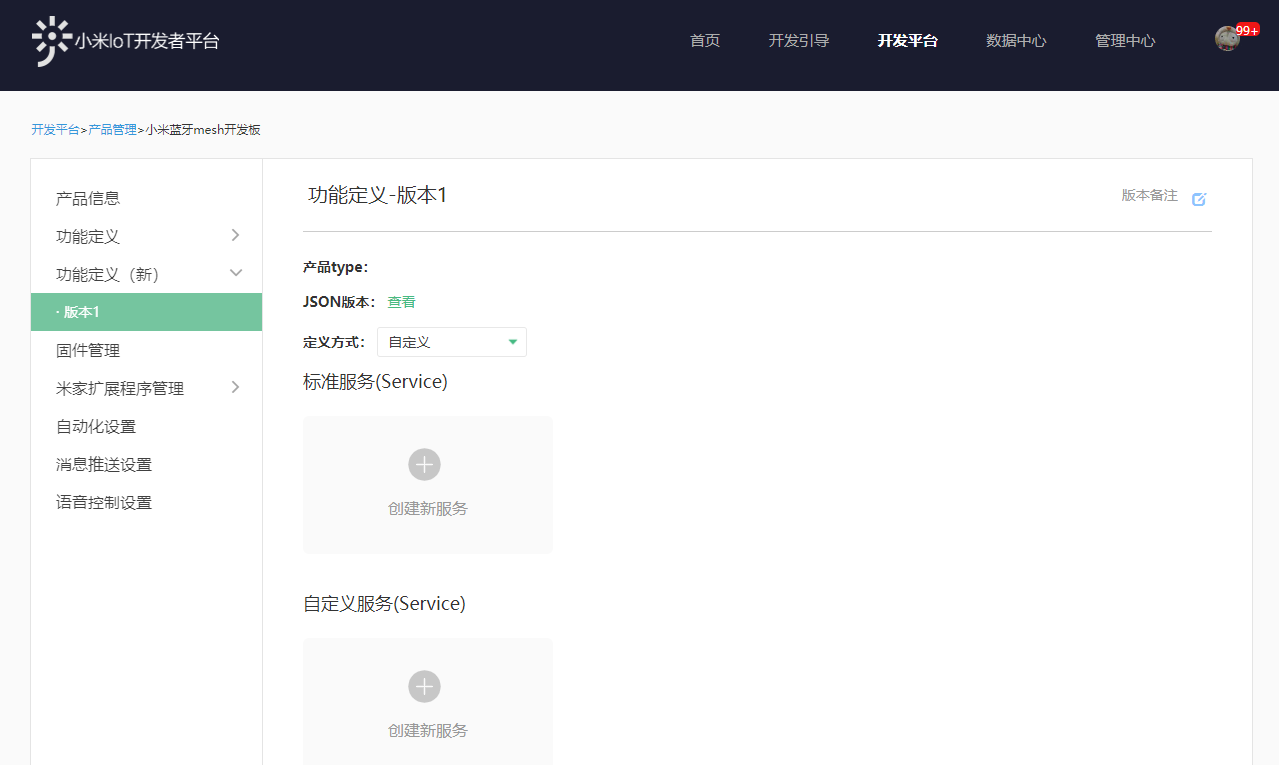 小米IoT开发者平台
首页
开发引导
开发平台
数据中心
管理中心
99+
开发平台>产品管理>小米蓝牙mesh开发板
产品信息
功能定义
功能定义（新）
· 版本1
固件管理
米家扩展程序管理
自动化设置
消息推送设置
语音控制设置
功能定义-版本1
版本备注
产品type:
JSON版本: 查看
定义方式: 自定义
标准服务(Service)
创建新服务
自定义服务(Service)
创建新服务